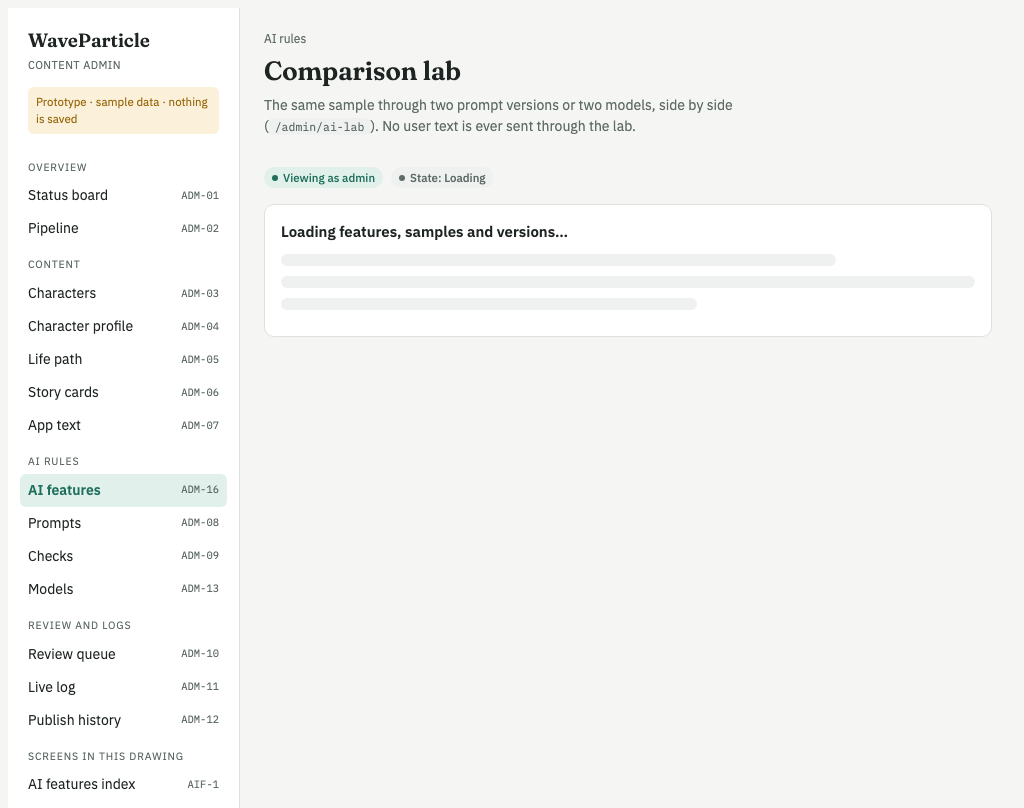 WaveParticle
CONTENT ADMIN
Prototype · sample data · nothing
is saved
OVERVIEW
Status board ADM-01
Pipeline ADM-02
CONTENT
Characters ADM-03
Character profile ADM-04
Life path ADM-05
Story cards ADM-06
App text ADM-07
AI RULES
AI features ADM-16
Prompts ADM-08
Checks ADM-09
Models ADM-13
REVIEW AND LOGS
Review queue ADM-10
Live log ADM-11
Publish history ADM-12
SCREENS IN THIS DRAWING
AI features index AIF-1
AI rules
Comparison lab
The same sample through two prompt versions or two models, side by side
( /admin/ai-lab ). No user text is ever sent through the lab.
Viewing as admin State: Loading
Loading features, samples and versions…